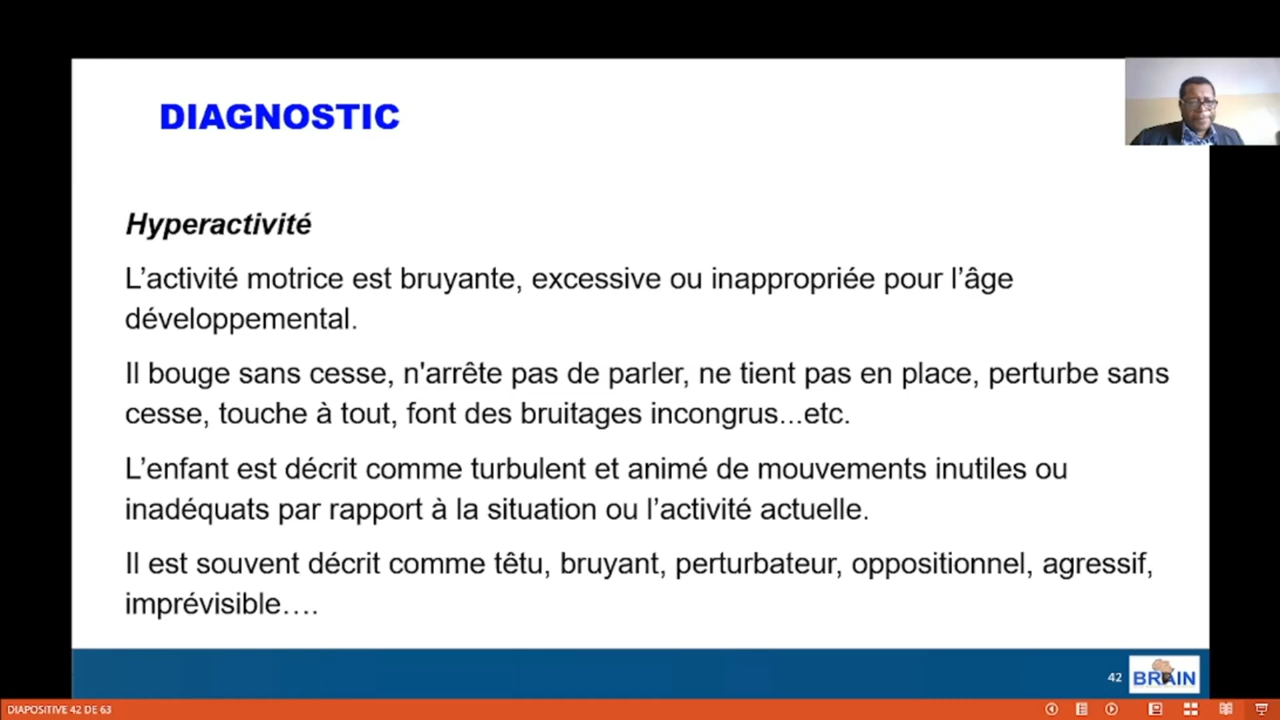 DIAGNOSTIC
Hyperactivité
L’activité motrice est bruyante, excessive ou inappropriée pour l’âge
développemental.
Il bouge sans cesse, n'arrête pas de parler, ne tient pas en place, perturbe sans
cesse, touche à tout, font des bruitages incongrus...etc.
L’enfant est décrit comme turbulent et animé de mouvements inutiles ou
inadéquats par rapport à la situation ou l’activité actuelle.
Il est souvent décrit comme têtu, bruyant, perturbateur, oppositionnel, agressif,
imprévisible….
42
BRAIN
DIAPOSITIVE 42 DE 63